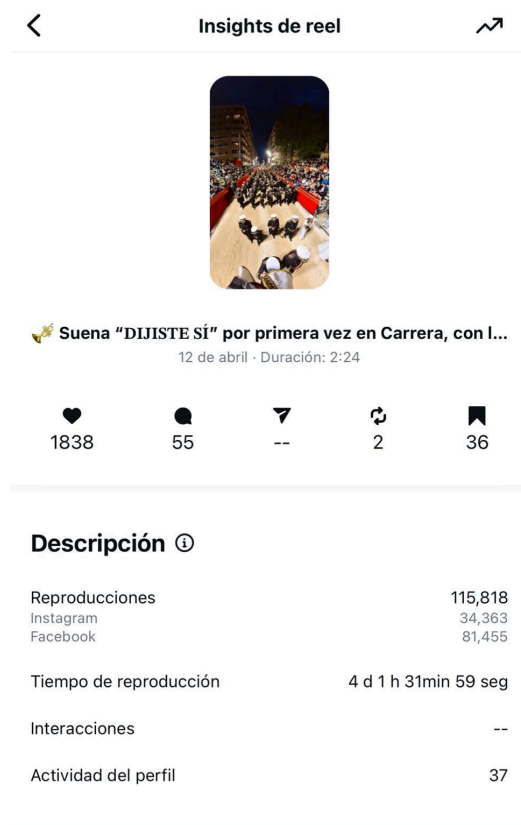 Insights de reel
🎺 Suena “DIJISTE SÍ” por primera vez en Carrera, con l...
12 de abril · Duración: 2:24
1838 55 -- 2 36
Descripción
Reproducciones 115,818
Instagram 34,363
Facebook 81,455
Tiempo de reproducción 4 d 1 h 31min 59 seg
Interacciones --
Actividad del perfil 37